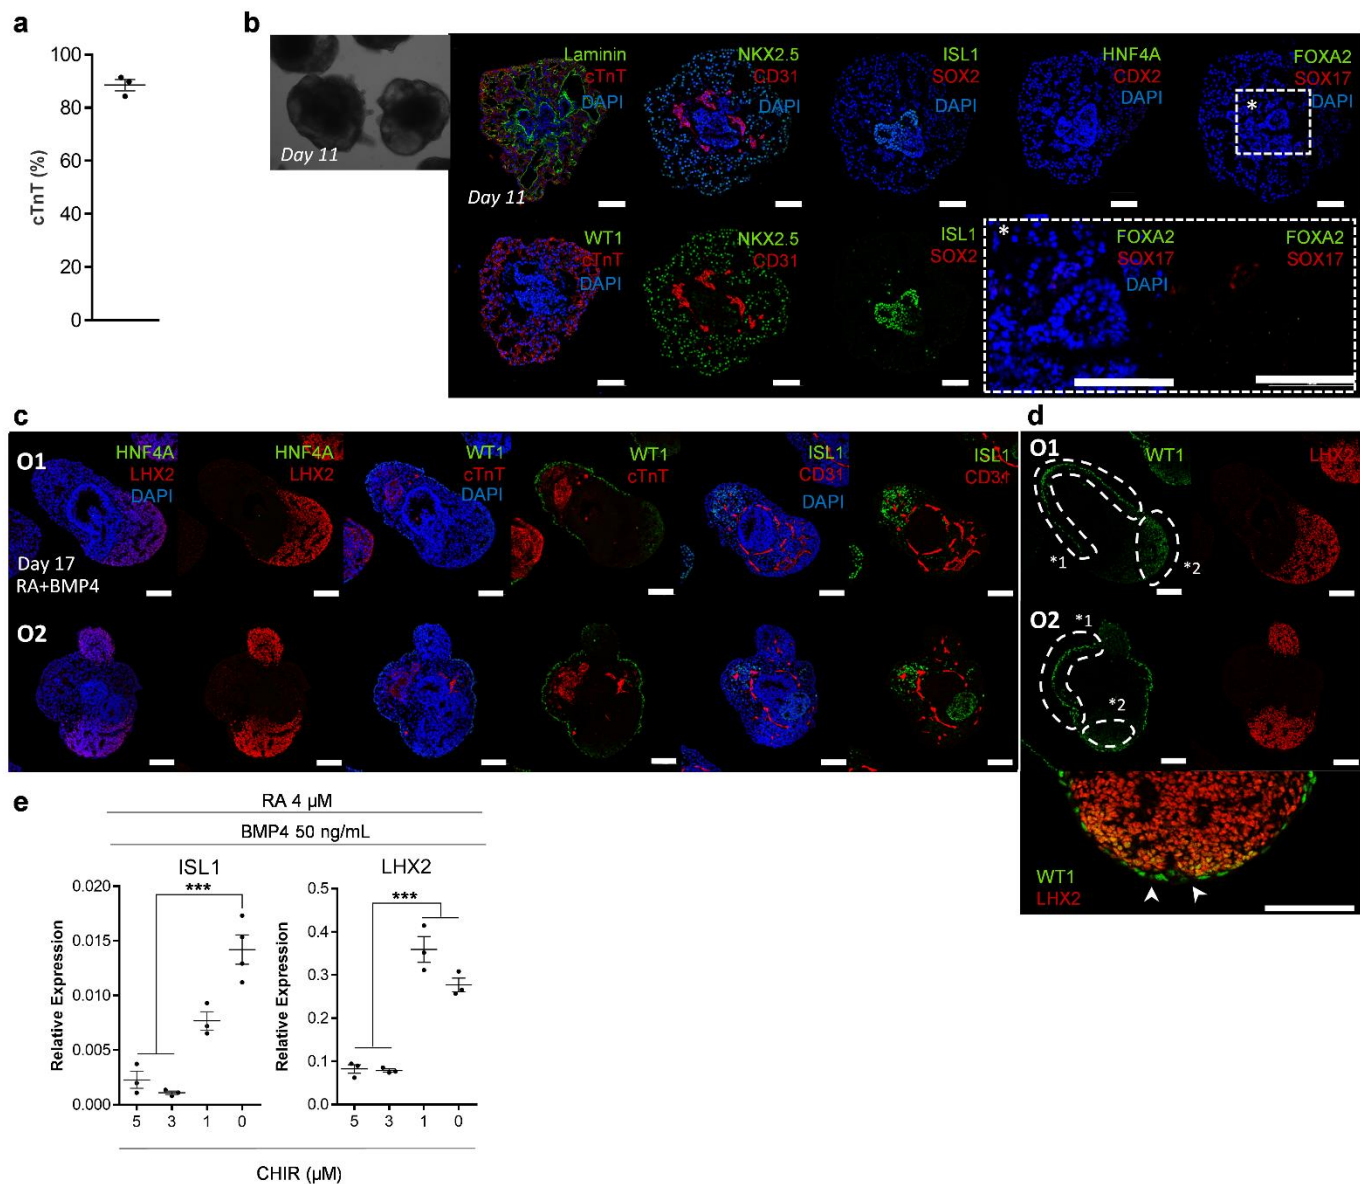 a
100
80
60
40
20
0
cTnT (%)
b
Day 11
Laminin
cTnT
DAPI
Day 11
NKX2.5
CD31
DAPI
ISL1
SOX2
DAPI
HNF4A
CDX2
DAPI
FOXA2
SOX17
DAPI
*
WT1
cTnT
DAPI
NKX2.5
CD31
ISL1
SOX2
*
FOXA2
SOX17
DAPI
FOXA2
SOX17
c
O1
HNF4A
LHX2
DAPI
Day 17
RA+BMP4
HNF4A
LHX2
WT1
cTnT
DAPI
WT1
cTnT
ISL1
CD31
DAPI
ISL1
CD31
O2
d
O1
WT1
*1
*2
LHX2
O2
*1
*2
WT1
LHX2
e
RA 4 µM
BMP4 50 ng/mL
ISL1
***
Relative Expression
0.020
0.015
0.010
0.005
0.000
5 3 1 0
LHX2
***
Relative Expression
0.5
0.4
0.3
0.2
0.1
0.0
5 3 1 0
CHIR (µM)